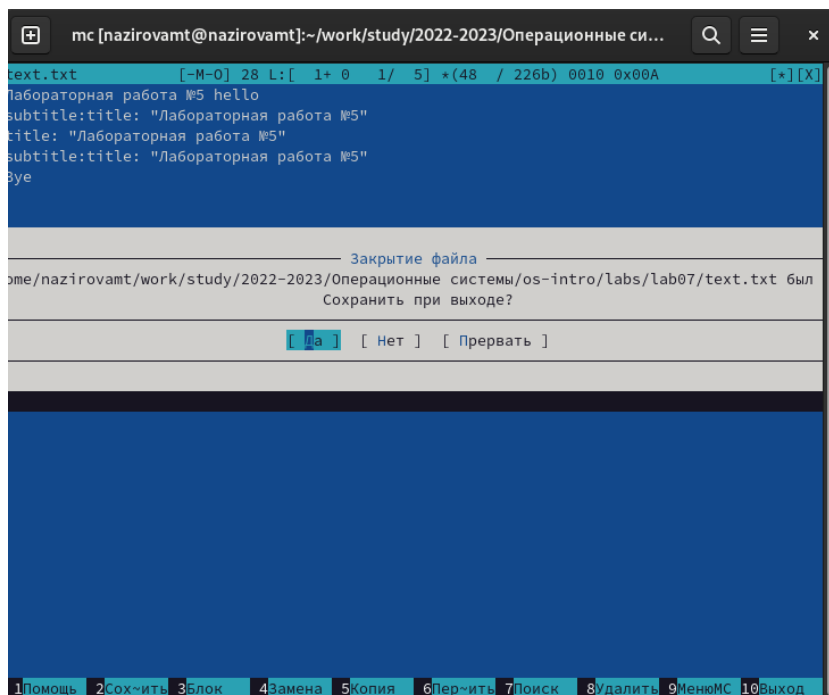 mc [nazirovamt@nazirovamt]:~/work/study/2022-2023/Операционные си...
text.txt [-M-O] 28 L:[ 1+ 0 1/ 5] *(48 / 226b) 0010 0x00A [*][X]
Лабораторная работа №5 hello
subtitle:title: "Лабораторная работа №5"
title: "Лабораторная работа №5"
subtitle:title: "Лабораторная работа №5"
Bye
Закрытие файла
ome/nazirovamt/work/study/2022-2023/Операционные системы/os-intro/labs/lab07/text.txt был
Сохранить при выходе?
[ Да ] [ Нет ] [ Прервать ]
1Помощь 2Сох~ить 3Блок 4Замена 5Копия 6Пер~ить 7Поиск 8Удалить 9МенюMC 10Выход